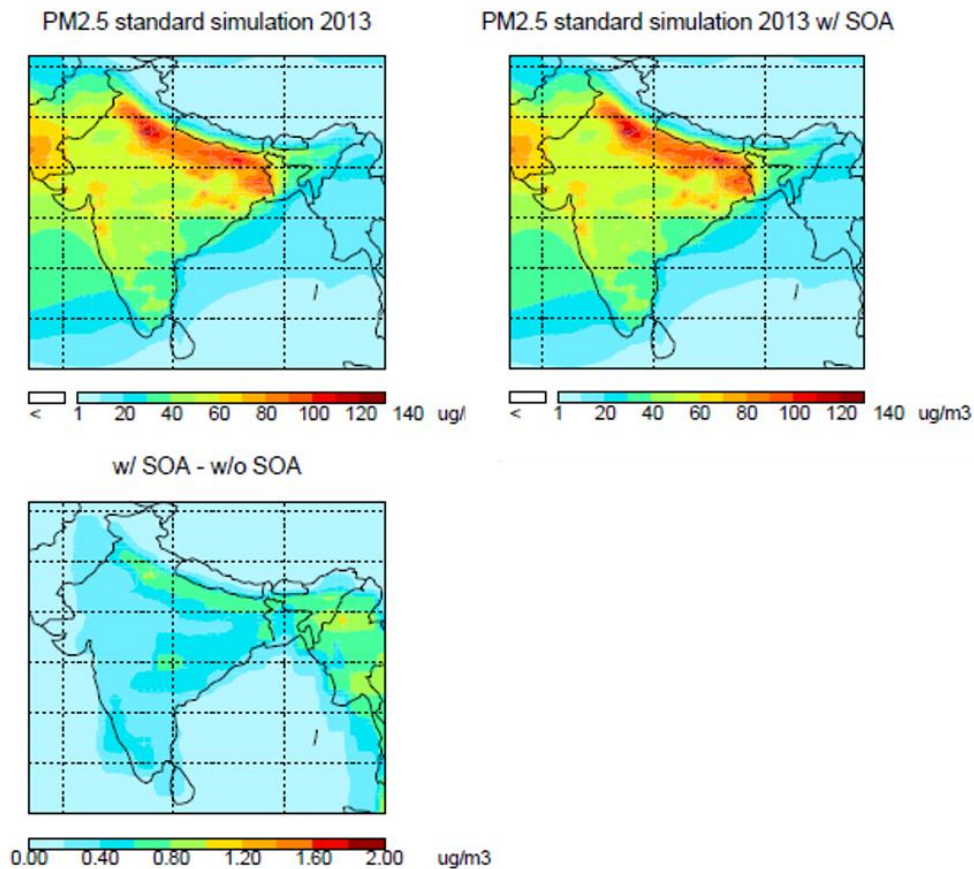 PM2.5 standard simulation 2013
PM2.5 standard simulation 2013 w/ SOA
< 1 20 40 60 80 100 120 140 ug/
< 1 20 40 60 80 100 120 140 ug/m3
w/ SOA - w/o SOA
0.00 0.40 0.80 1.20 1.60 2.00 ug/m3